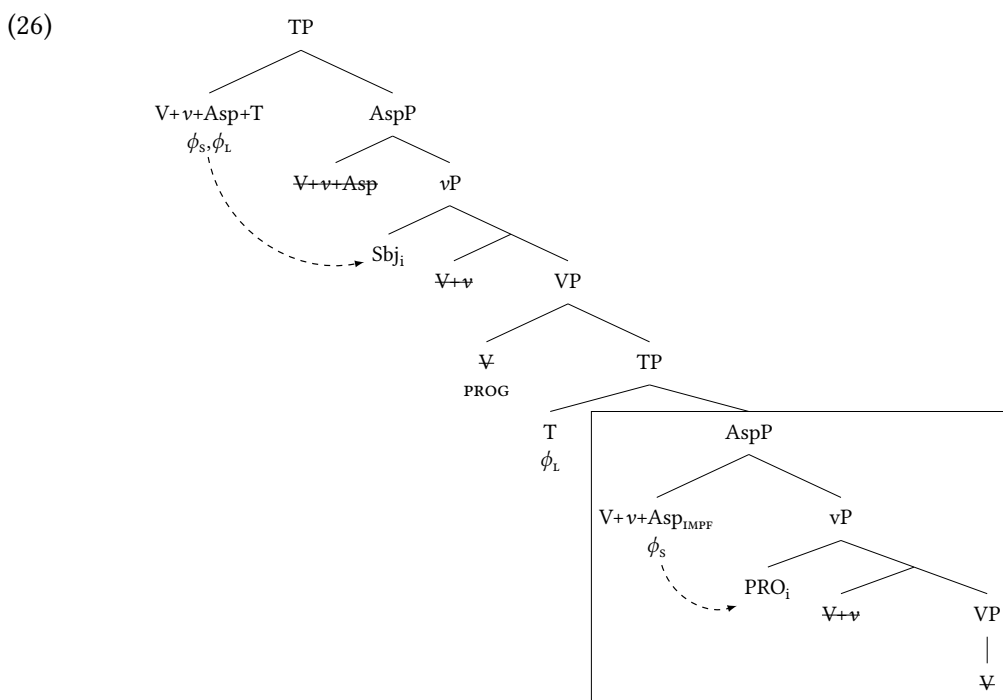 (26)
TP
V+v+Asp+T AspP
ϕS,ϕL
V+v+Asp vP
Sbji
V+v VP
V TP
PROG
T AspP
ϕL
V+v+AspIMPF vP
ϕS
PROi
V+v VP
V